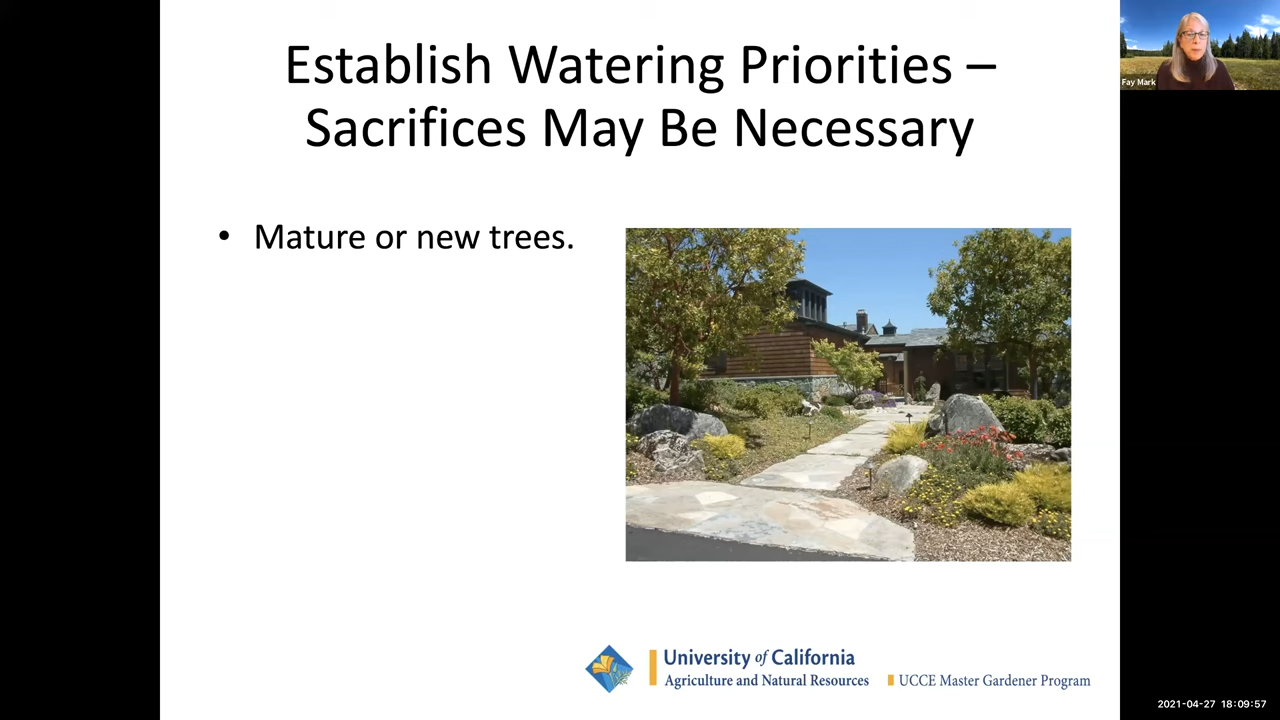 Establish Watering Priorities –
Sacrifices May Be Necessary
• Mature or new trees.
Fay Mark
University of California
Agriculture and Natural Resources
UCCE Master Gardener Program
2021-04-27 18:09:57